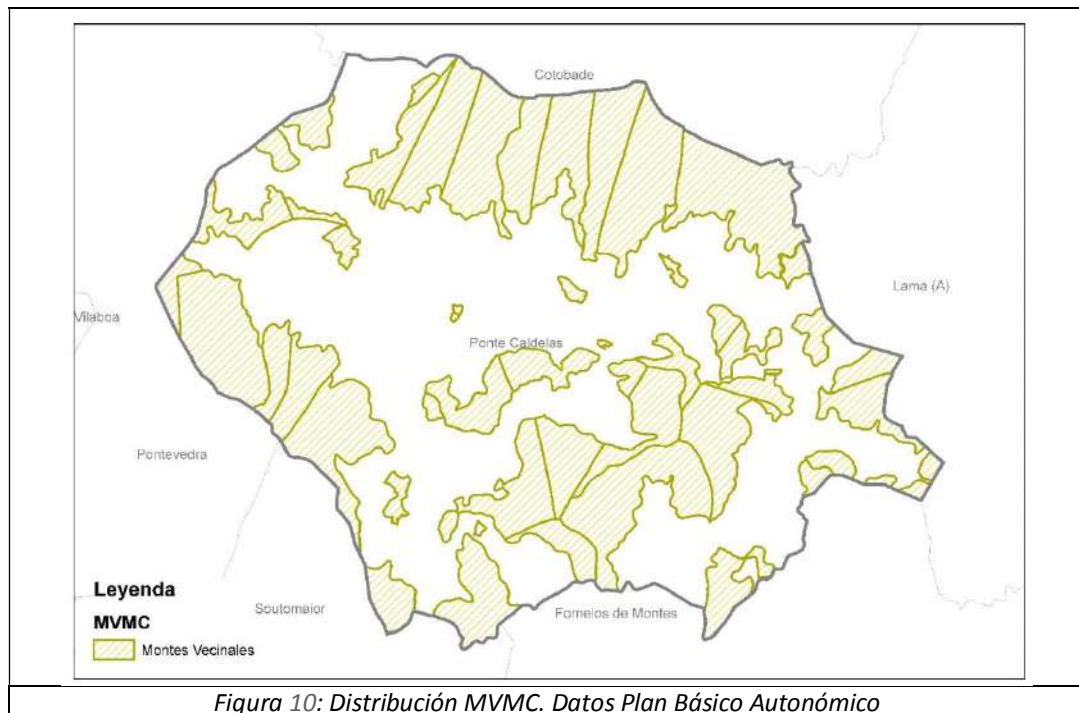 Cotobade
Lama (A)
Vilaboa
Ponte Caldelas
Pontevedra
Leyenda
MVMC
Montes Vecinales
Soutomaior
Fornelos de Montes
Figura 10: Distribución MVMC. Datos Plan Básico Autonómico